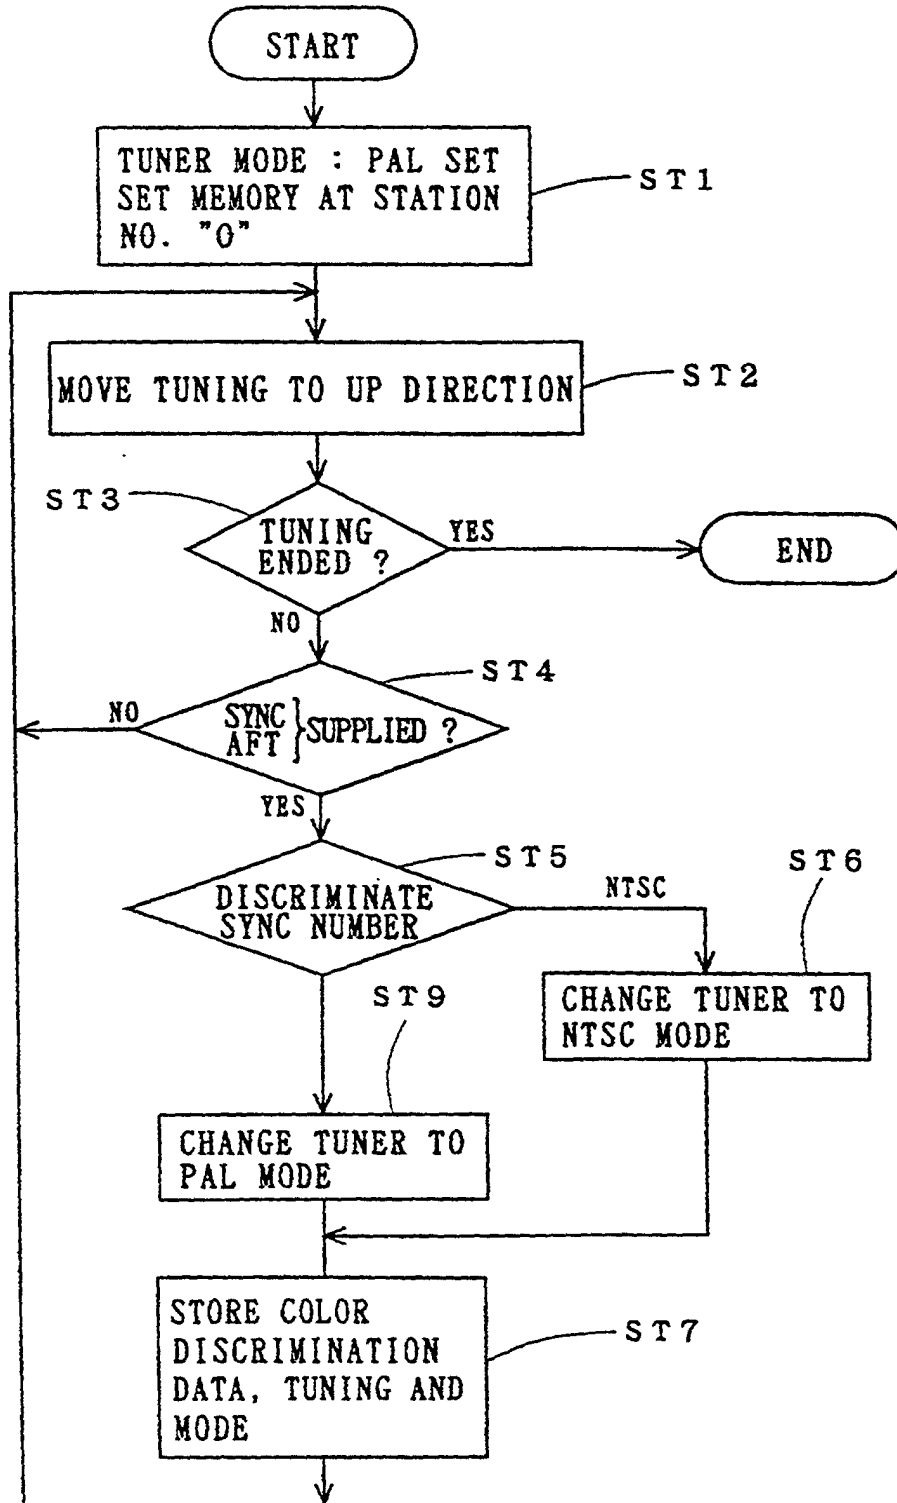 START
TUNER MODE : PAL SET
SET MEMORY AT STATION
NO. "0"
ST1
MOVE TUNING TO UP DIRECTION
ST2
ST3
TUNING
ENDED ?
YES
END
NO
ST4
SYNC
AFT } SUPPLIED ?
NO
YES
ST5
DISCRIMINATE
SYNC NUMBER
NTSC
ST6
CHANGE TUNER TO
NTSC MODE
ST9
CHANGE TUNER TO
PAL MODE
STORE COLOR
DISCRIMINATION
DATA, TUNING AND
MODE
ST7